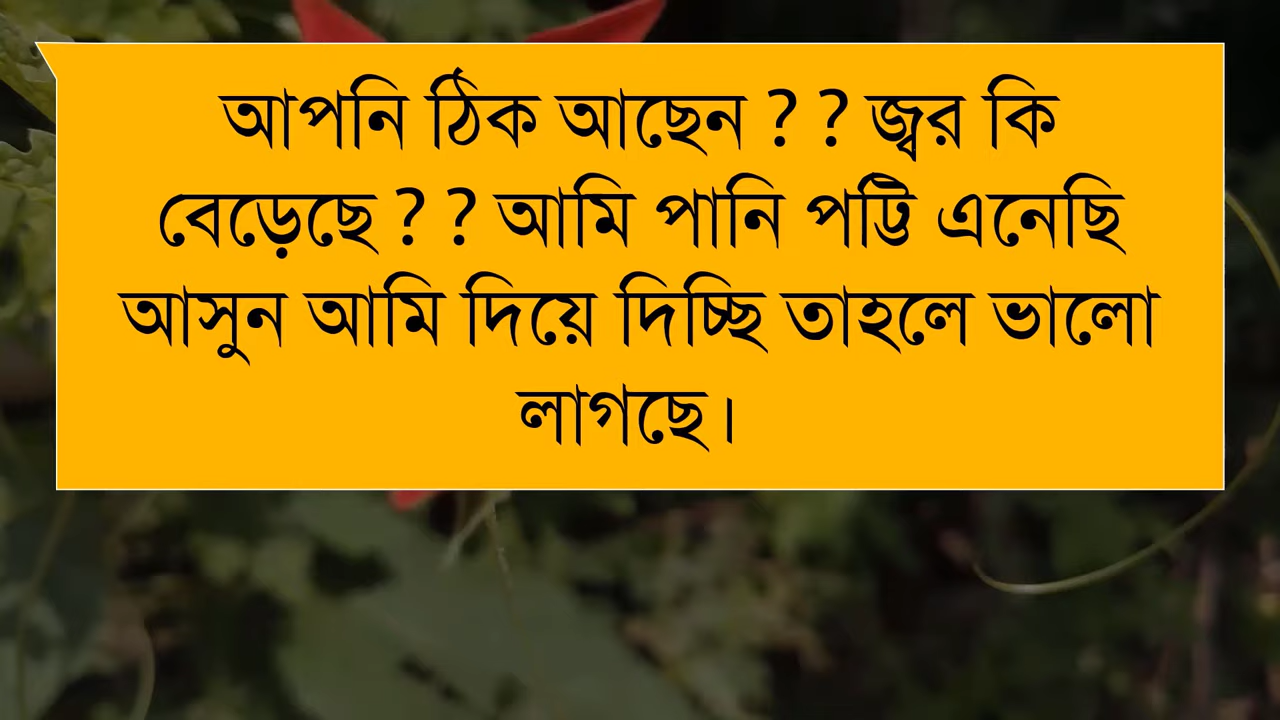 আপনি ঠিক আছেন ? ? জ্বর কি
বেড়েছে ? ? আমি পানি পট্টি এনেছি
আসুন আমি দিয়ে দিচ্ছি তাহলে ভালো
লাগছে।